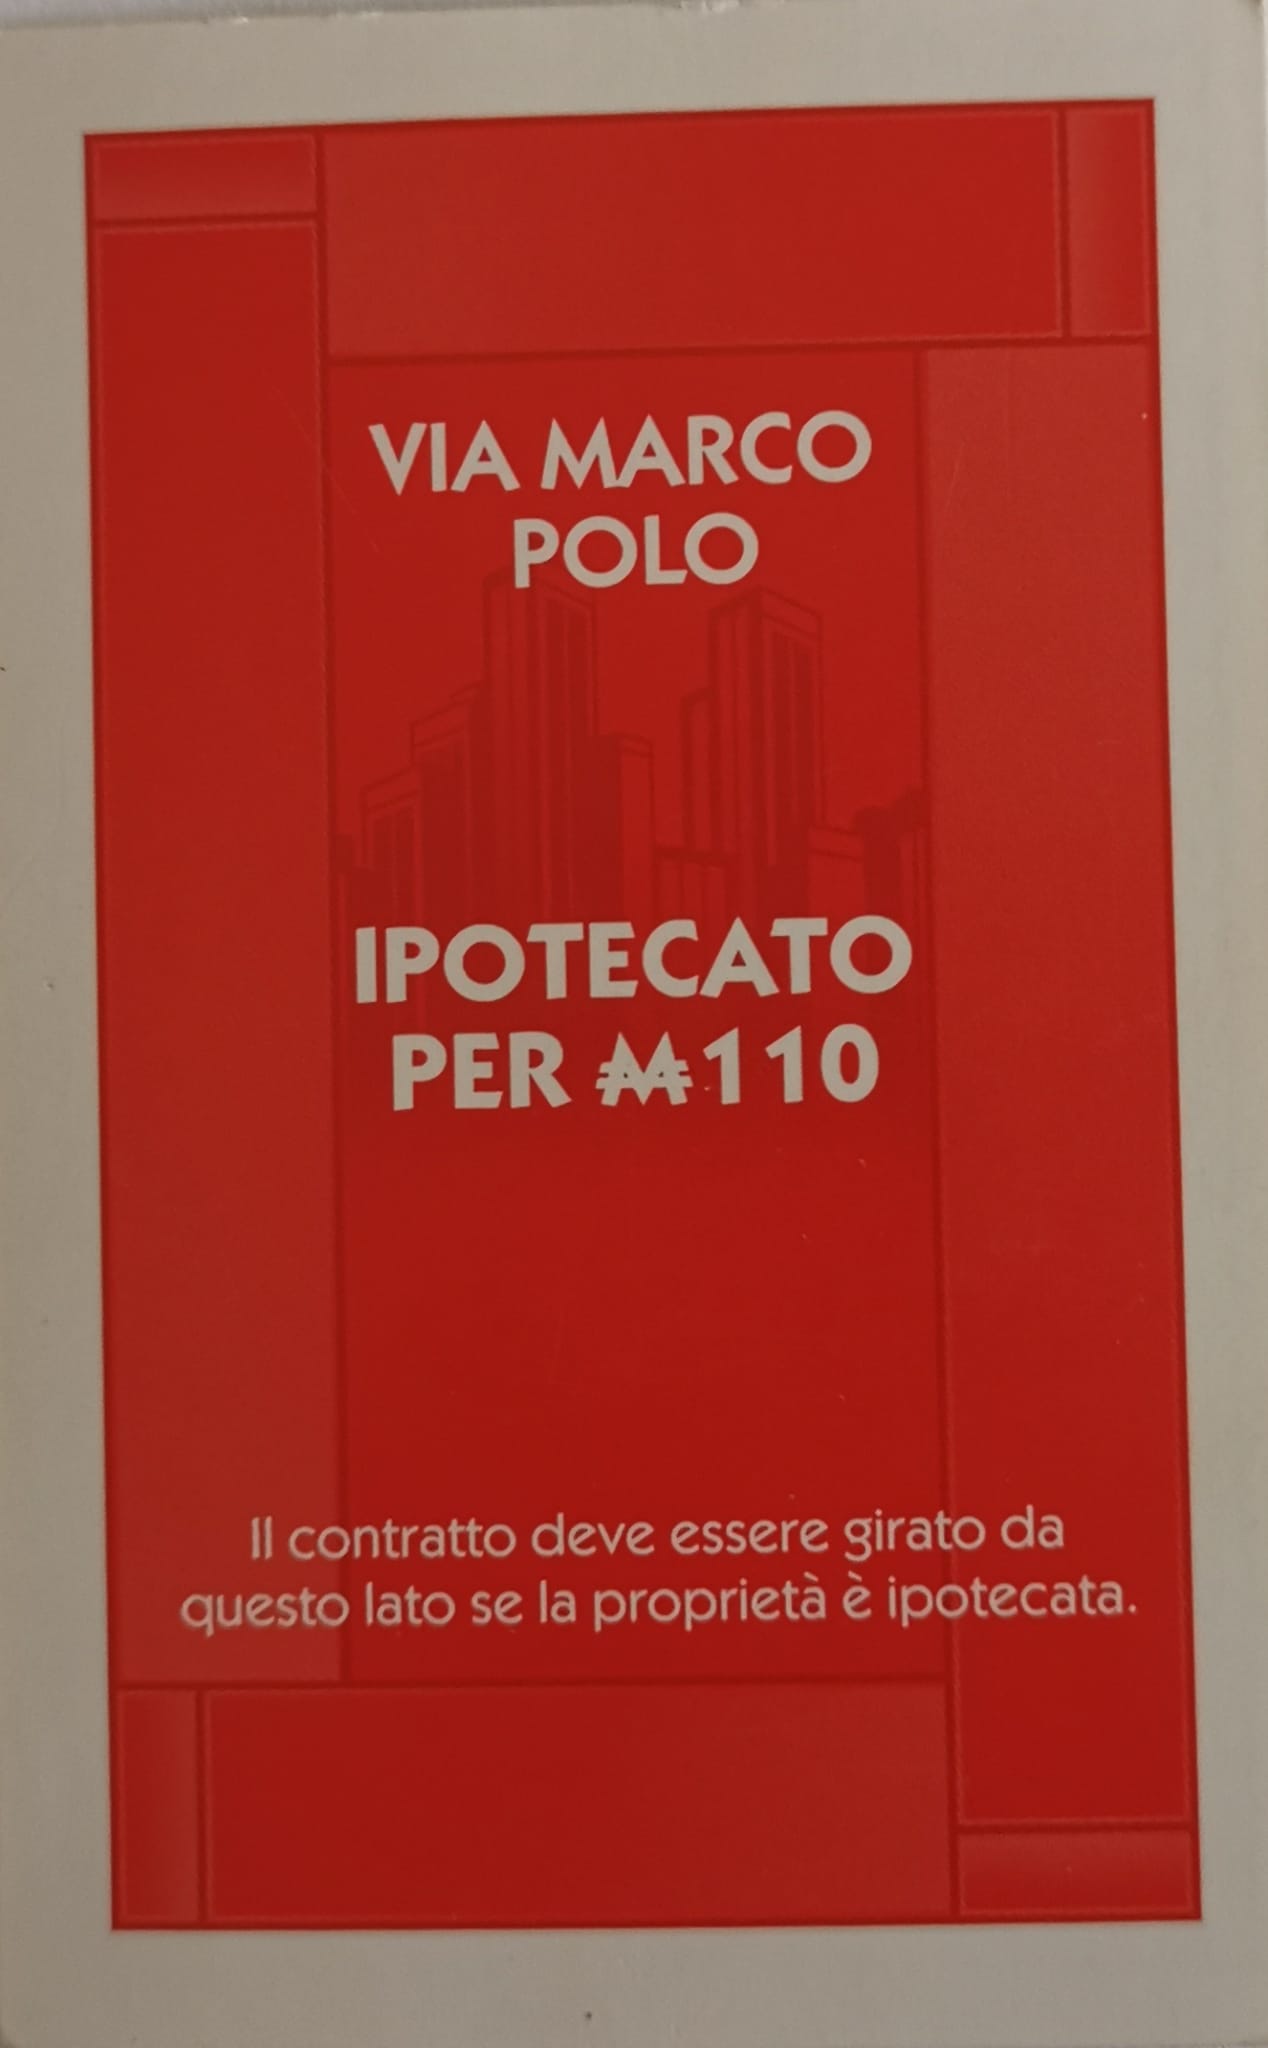 VIA MARCO
POLO
IPOTECATO
PER ₩110
Il contratto deve essere girato da
questo lato se la proprietà è ipotecata.